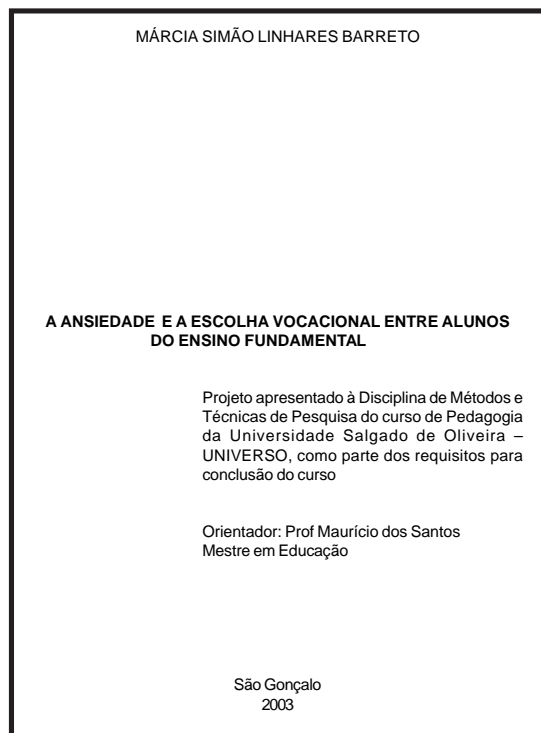 MÁRCIA SIMÃO LINHARES BARRETO
A ANSIEDADE E A ESCOLHA VOCACIONAL ENTRE ALUNOS
DO ENSINO FUNDAMENTAL
Projeto apresentado à Disciplina de Métodos e
Técnicas de Pesquisa do curso de Pedagogia
da Universidade Salgado de Oliveira –
UNIVERSO, como parte dos requisitos para
conclusão do curso
Orientador: Prof Maurício dos Santos
Mestre em Educação
São Gonçalo
2003